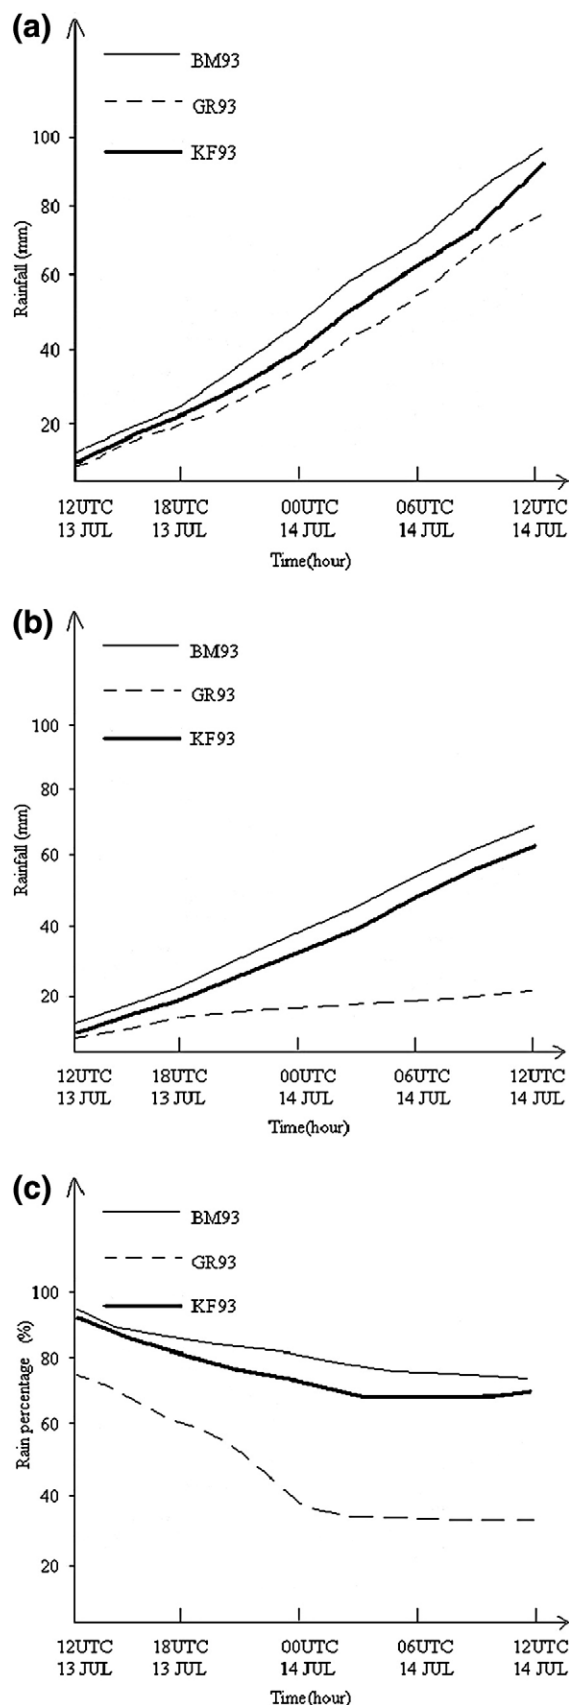 (a)
BM93
GR93
KF93
100
80
60
40
20
Rainfall (mm)
12UTC 18UTC 00UTC 06UTC 12UTC
13 JUL 13 JUL 14 JUL 14 JUL 14 JUL
Time(hour)
(b)
BM93
GR93
KF93
100
80
60
40
20
Rainfall (mm)
12UTC 18UTC 00UTC 06UTC 12UTC
13 JUL 13 JUL 14 JUL 14 JUL 14 JUL
Time(hour)
(c)
BM93
GR93
KF93
100
80
60
40
20
Rain percentage (%)
12UTC 18UTC 00UTC 06UTC 12UTC
13 JUL 13 JUL 14 JUL 14 JUL 14 JUL
Time(hour)